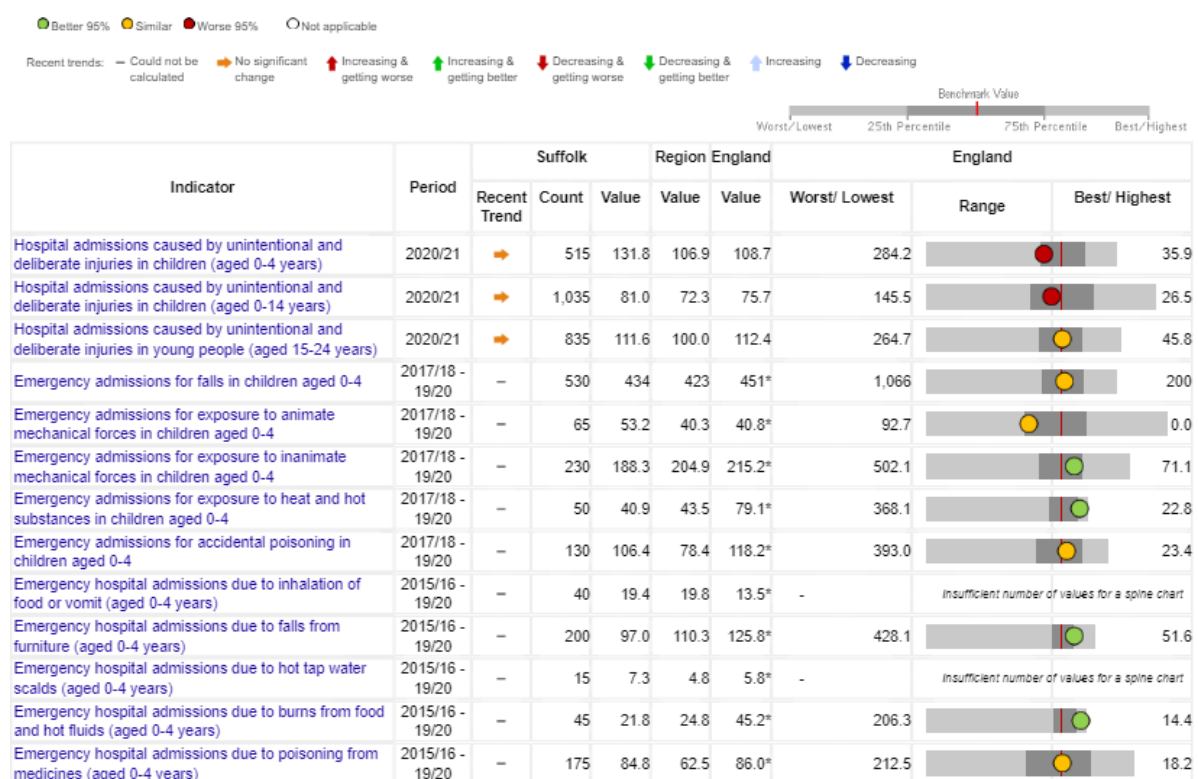 Better 95% Similar Worse 95% Not applicable
Recent trends: – Could not be calculated No significant change Increasing & getting worse Increasing & getting better Decreasing & getting worse Decreasing & getting better Increasing Decreasing
Benchmark Value
Worst/Lowest 25th Percentile 75th Percentile Best/Highest
Indicator Period Suffolk Region England England
Recent Trend Count Value Value Value Worst/ Lowest Range Best/ Highest
Hospital admissions caused by unintentional and
deliberate injuries in children (aged 0-4 years) 2020/21 515 131.8 106.9 108.7 284.2 35.9
Hospital admissions caused by unintentional and
deliberate injuries in children (aged 0-14 years) 2020/21 1,035 81.0 72.3 75.7 145.5 26.5
Hospital admissions caused by unintentional and
deliberate injuries in young people (aged 15-24 years) 2020/21 835 111.6 100.0 112.4 264.7 45.8
Emergency admissions for falls in children aged 0-4 2017/18 - 19/20 – 530 434 423 451* 1,066 200
Emergency admissions for exposure to animate
mechanical forces in children aged 0-4 2017/18 - 19/20 – 65 53.2 40.3 40.8* 92.7 0.0
Emergency admissions for exposure to inanimate
mechanical forces in children aged 0-4 2017/18 - 19/20 – 230 188.3 204.9 215.2* 502.1 71.1
Emergency admissions for exposure to heat and hot
substances in children aged 0-4 2017/18 - 19/20 – 50 40.9 43.5 79.1* 368.1 22.8
Emergency admissions for accidental poisoning in
children aged 0-4 2017/18 - 19/20 – 130 106.4 78.4 118.2* 393.0 23.4
Emergency hospital admissions due to inhalation of
food or vomit (aged 0-4 years) 2015/16 - 19/20 – 40 19.4 19.8 13.5* - Insufficient number of values for a spine chart
Emergency hospital admissions due to falls from
furniture (aged 0-4 years) 2015/16 - 19/20 – 200 97.0 110.3 125.8* 428.1 51.6
Emergency hospital admissions due to hot tap water
scalds (aged 0-4 years) 2015/16 - 19/20 – 15 7.3 4.8 5.8* - Insufficient number of values for a spine chart
Emergency hospital admissions due to burns from food
and hot fluids (aged 0-4 years) 2015/16 - 19/20 – 45 21.8 24.8 45.2* 206.3 14.4
Emergency hospital admissions due to poisoning from
medicines (aged 0-4 years) 2015/16 - 19/20 – 175 84.8 62.5 86.0* 212.5 18.2